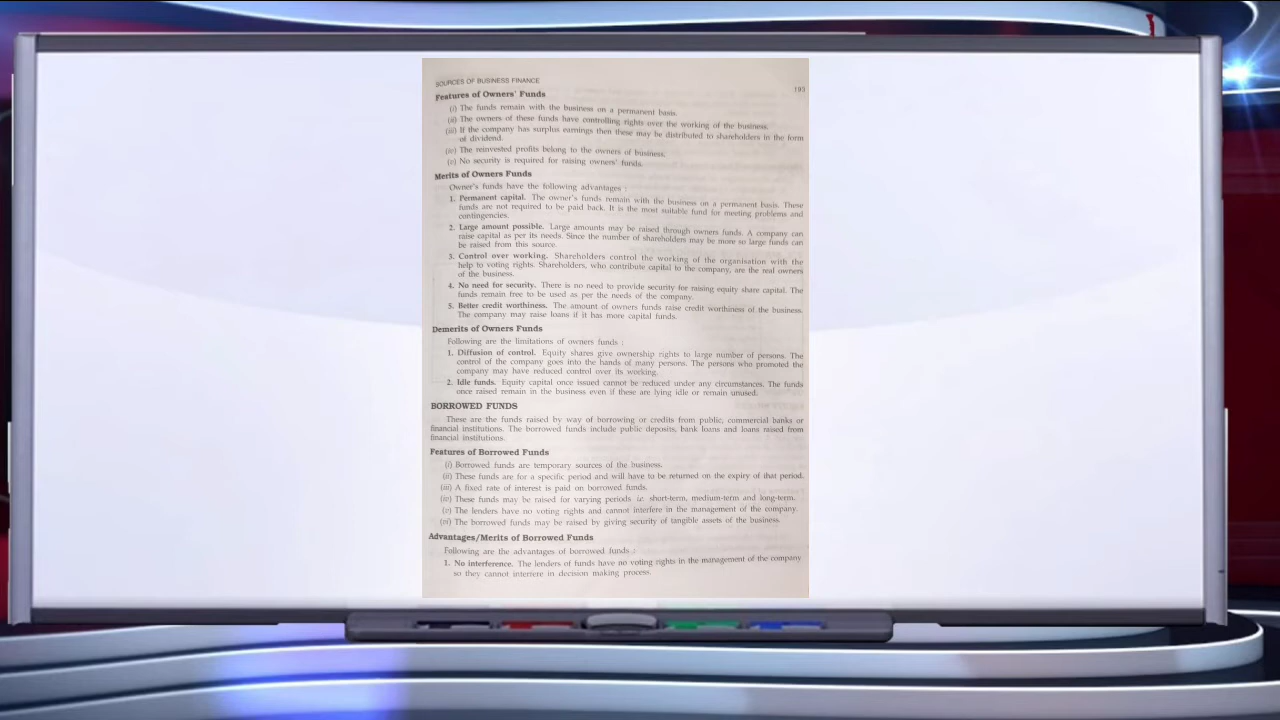 SOURCES OF BUSINESS FINANCE
193
Features of Owners' Funds
(i) The funds remain with the business on a permanent basis.
(ii) The owners of these funds have controlling rights over the working of the business.
(iii) If the company has surplus earnings then these may be distributed to shareholders in the form
of dividend.
(iv) The reinvested profits belong to the owners of business.
(v) No security is required for raising owners' funds.
Merits of Owners Funds
Owner's funds have the following advantages :
1. Permanent capital. The owner's funds remain with the business on a permanent basis. These
funds are not required to be paid back. It is the most suitable fund for meeting problems and
contingencies.
2. Large amount possible. Large amounts may be raised through owners funds. A company can
raise capital as per its needs. Since the number of shareholders may be more so large funds can
be raised from this source.
3. Control over working. Shareholders control the working of the organisation with the
help to voting rights. Shareholders, who contribute capital to the company, are the real owners
of the business.
4. No need for security. There is no need to provide security for raising equity share capital. The
funds remain free to be used as per the needs of the company.
5. Better credit worthiness. The amount of owners funds raise credit worthiness of the business.
The company may raise loans if it has more capital funds.
Demerits of Owners Funds
Following are the limitations of owners funds :
1. Diffusion of control. Equity shares give ownership rights to large number of persons. The
control of the company goes into the hands of many persons. The persons who promoted the
company may have reduced control over its working.
2. Idle funds. Equity capital once issued cannot be reduced under any circumstances. The funds
once raised remain in the business even if these are lying idle or remain unused.
BORROWED FUNDS
These are the funds raised by way of borrowing or credits from public, commercial banks or
financial institutions. The borrowed funds include public deposits, bank loans and loans raised from
financial institutions.
Features of Borrowed Funds
(i) Borrowed funds are temporary sources of the business.
(ii) These funds are for a specific period and will have to be returned on the expiry of that period.
(iii) A fixed rate of interest is paid on borrowed funds.
(iv) These funds may be raised for varying periods i.e. short-term, medium-term and long-term.
(v) The lenders have no voting rights and cannot interfere in the management of the company.
(vi) The borrowed funds may be raised by giving security of tangible assets of the business.
Advantages/Merits of Borrowed Funds
Following are the advantages of borrowed funds :
1. No interference. The lenders of funds have no voting rights in the management of the company
so they cannot interfere in decision making process.